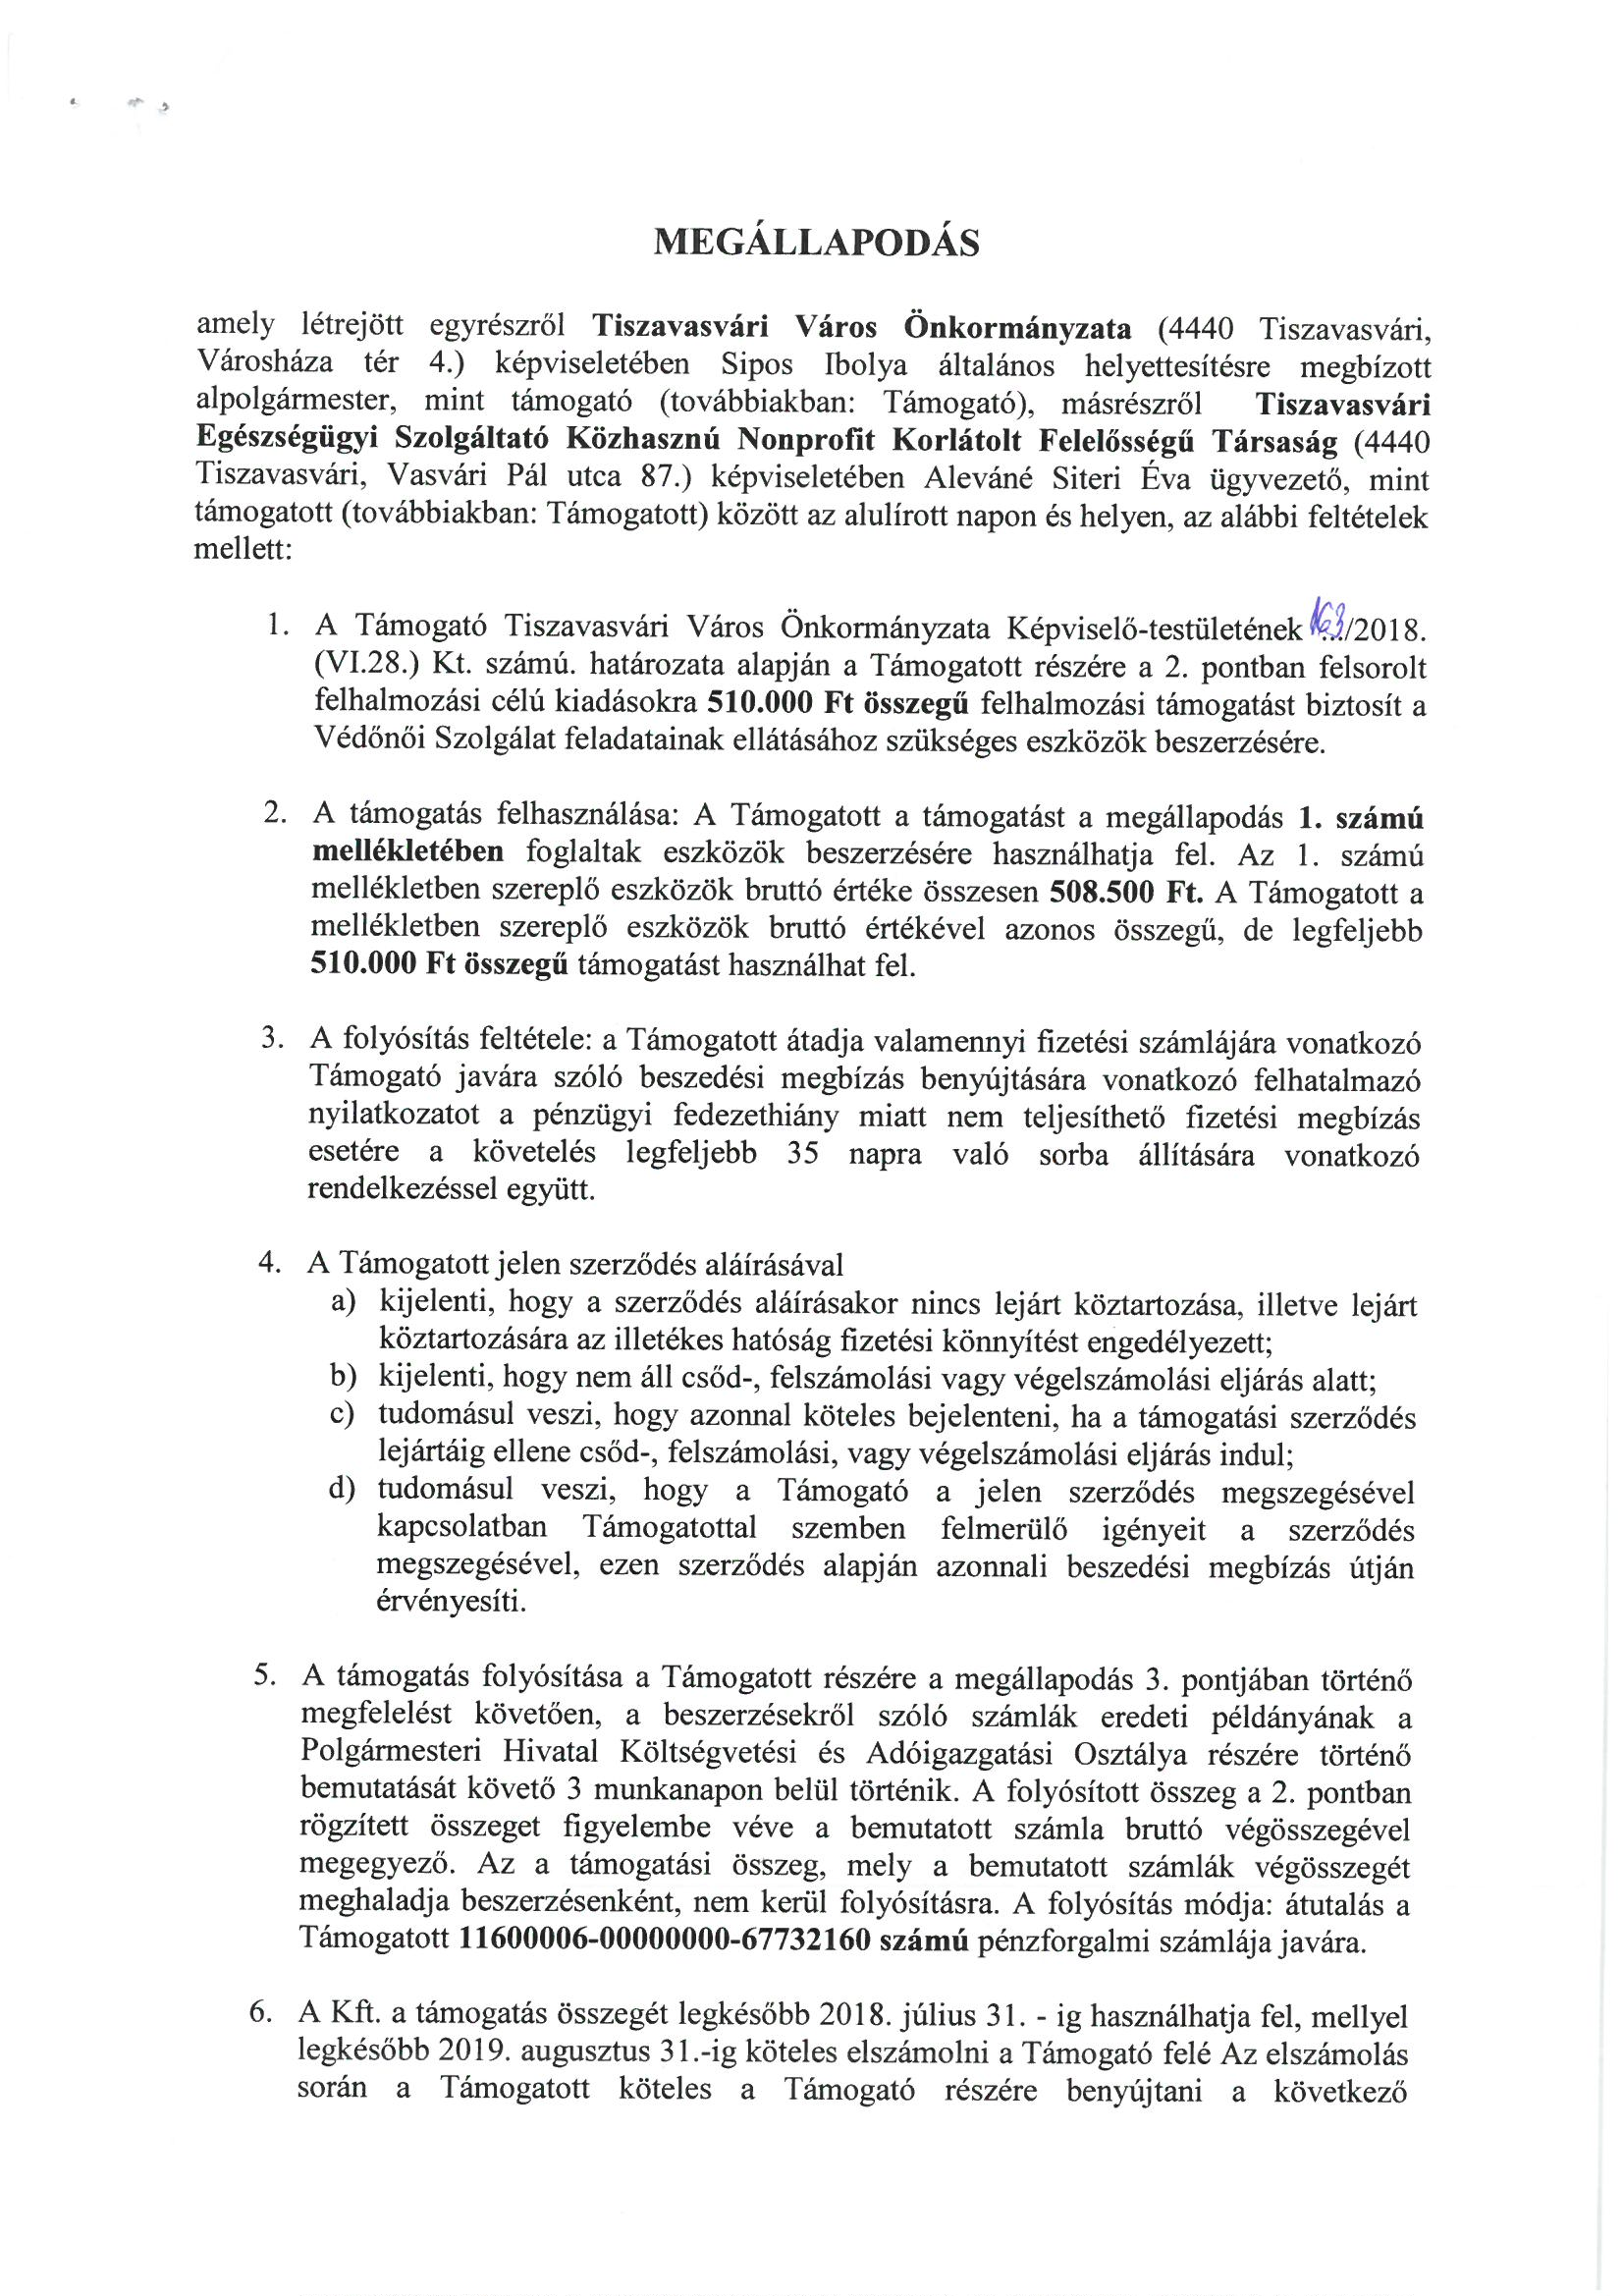 MEGÁLLAPODÁS
amely létrejött egyrészről Tiszavasvári Város Önkormányzata (4440 Tiszavasvári,
Városháza tér 4.) képviseletében Sipos Ibolya általános helyettesítésre megbízott
alpolgármester, mint támogató (továbbiakban: Támogató), másrészről Tiszavasvári
Egészségügyi Szolgáltató Közhasznú Nonprofit Korlátolt Felelősségű Társaság (4440
Tiszavasvári, Vasvári Pál utca 87.) képviseletében Aleváné Siteri Éva ügyvezető, mint
támogatott (továbbiakban: Támogatott) között az alulírott napon és helyen, az alábbi feltételek
mellett:
1. A Támogató Tiszavasvári Város Önkormányzata Képviselő-testületének 163/2018.
(VI.28.) Kt. számú. határozata alapján a Támogatott részére a 2. pontban felsorolt
felhalmozási célú kiadásokra 510.000 Ft összegű felhalmozási támogatást biztosít a
Védőnői Szolgálat feladatainak ellátásához szükséges eszközök beszerzésére.
2. A támogatás felhasználása: A Támogatott a támogatást a megállapodás 1. számú
mellékletében foglaltak eszközök beszerzésére használhatja fel. Az 1. számú
mellékletben szereplő eszközök bruttó értéke összesen 508.500 Ft. A Támogatott a
mellékletben szereplő eszközök bruttó értékével azonos összegű, de legfeljebb
510.000 Ft összegű támogatást használhat fel.
3. A folyósítás feltétele: a Támogatott átadja valamennyi fizetési számlájára vonatkozó
Támogató javára szóló beszedési megbízás benyújtására vonatkozó felhatalmazó
nyilatkozatot a pénzügyi fedezethiány miatt nem teljesíthető fizetési megbízás
esetére a követelés legfeljebb 35 napra való sorba állítására vonatkozó
rendelkezéssel együtt.
4. A Támogatott jelen szerződés aláírásával
a) kijelenti, hogy a szerződés aláírásakor nincs lejárt köztartozása, illetve lejárt
köztartozására az illetékes hatóság fizetési könnyítést engedélyezett;
b) kijelenti, hogy nem áll csőd-, felszámolási vagy végelszámolási eljárás alatt;
c) tudomásul veszi, hogy azonnal köteles bejelenteni, ha a támogatási szerződés
lejártáig ellene csőd-, felszámolási, vagy végelszámolási eljárás indul;
d) tudomásul veszi, hogy a Támogató a jelen szerződés megszegésével
kapcsolatban Támogatottal szemben felmerülő igényeit a szerződés
megszegésével, ezen szerződés alapján azonnali beszedési megbízás útján
érvényesíti.
5. A támogatás folyósítása a Támogatott részére a megállapodás 3. pontjában történő
megfelelést követően, a beszerzésekről szóló számlák eredeti példányának a
Polgármesteri Hivatal Költségvetési és Adóigazgatási Osztálya részére történő
bemutatását követő 3 munkanapon belül történik. A folyósított összeg a 2. pontban
rögzített összeget figyelembe véve a bemutatott számla bruttó végösszegével
megegyező. Az a támogatási összeg, mely a bemutatott számlák végösszegét
meghaladja beszerzésenként, nem kerül folyósításra. A folyósítás módja: átutalás a
Támogatott 11600006-00000000-67732160 számú pénzforgalmi számlája javára.
6. A Kft. a támogatás összegét legkésőbb 2018. július 31. - ig használhatja fel, mellyel
legkésőbb 2019. augusztus 31.-ig köteles elszámolni a Támogató felé Az elszámolás
során a Támogatott köteles a Támogató részére benyújtani a következő